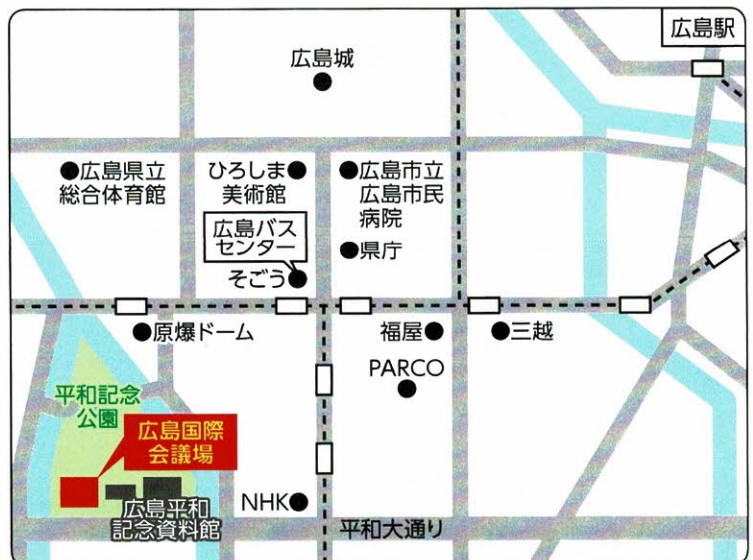 広島駅
広島城
広島県立
総合体育館
ひろしま
美術館
広島市立
広島市民
病院
広島バス
センター
県庁
そごう
原爆ドーム
福屋
三越
PARCO
平和記念
公園
広島国際
会議場
広島平和
記念資料館
NHK
平和大通り